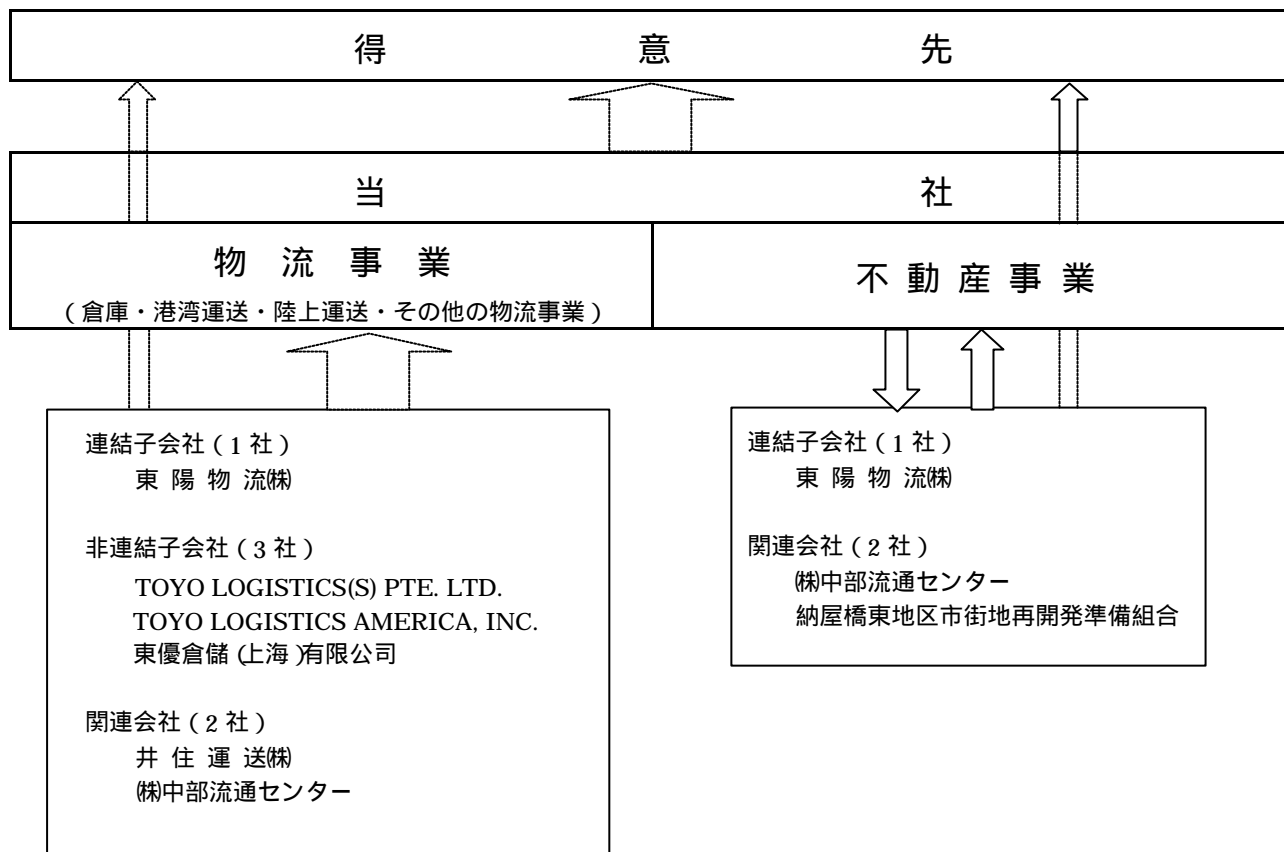 得意先
当社
物流事業
(倉庫・港湾運送・陸上運送・その他の物流事業)
不動産事業
連結子会社(1社)
東陽物流㈱
非連結子会社(3社)
TOYO LOGISTICS(S) PTE. LTD.
TOYO LOGISTICS AMERICA, INC.
東優倉儲(上海)有限公司
関連会社(2社)
井住運送㈱
㈱中部流通センター
連結子会社(1社)
東陽物流㈱
関連会社(2社)
㈱中部流通センター
納屋橋東地区市街地再開発準備組合